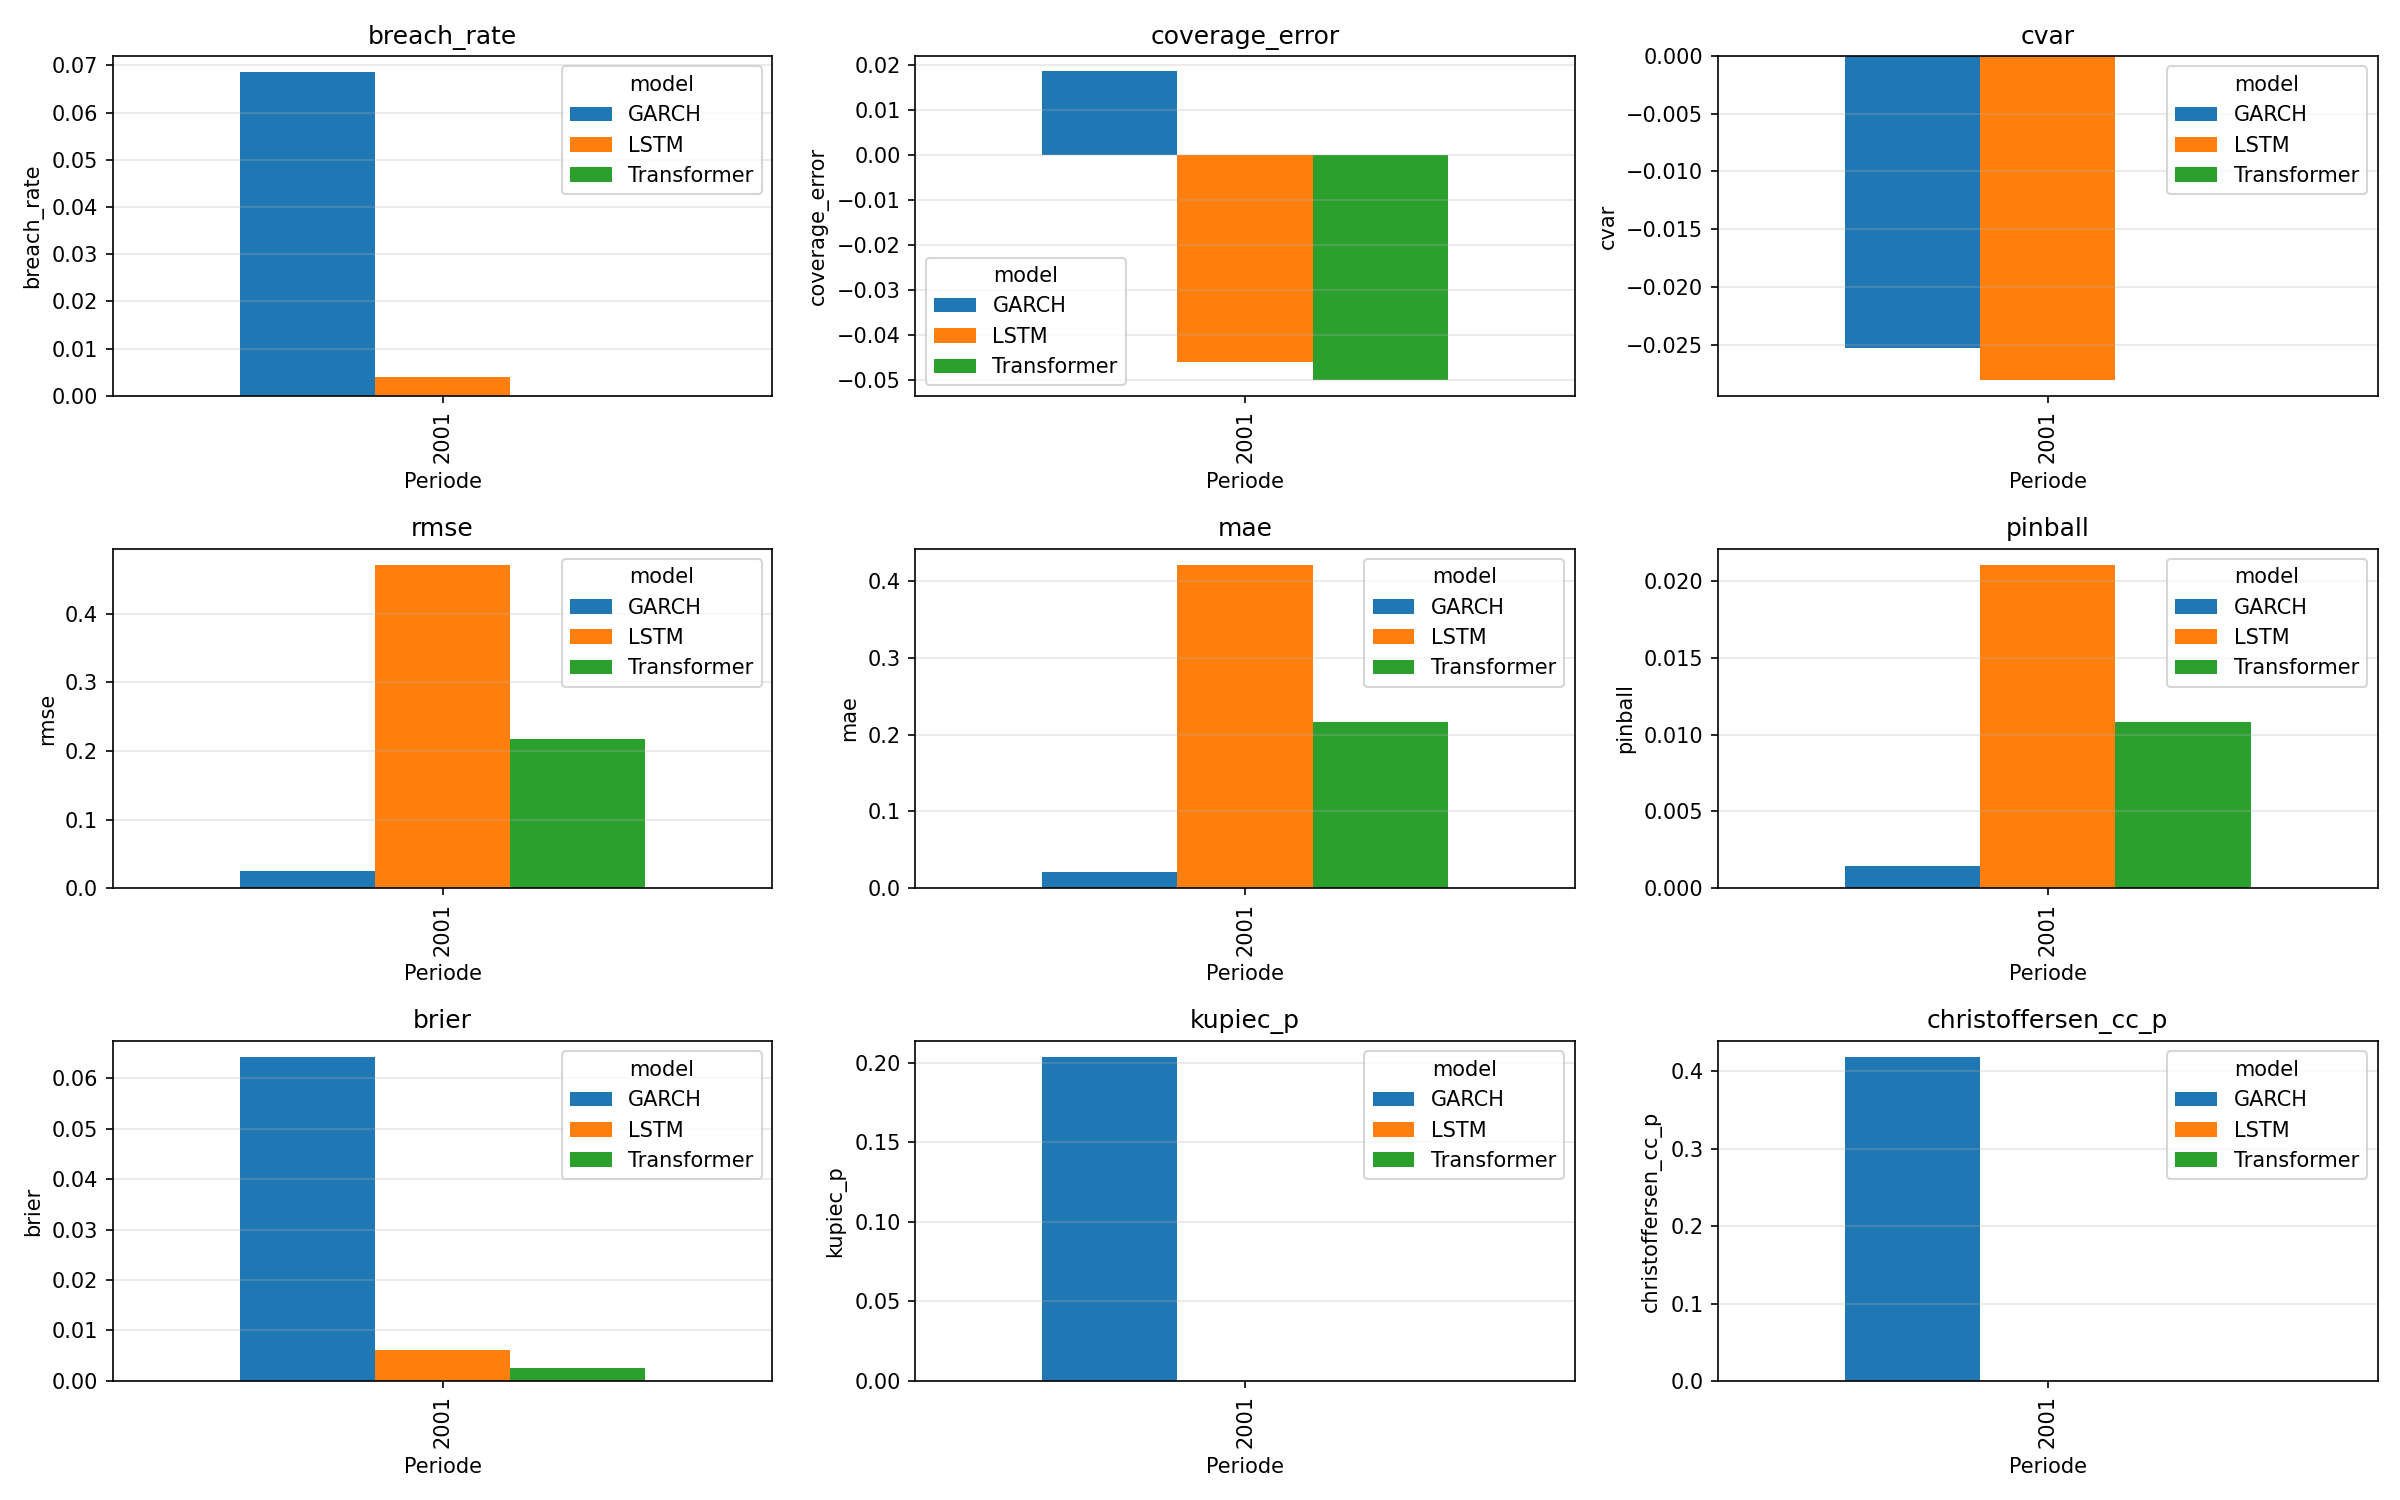 breach_rate
0.07
0.06
0.05
0.04
0.03
0.02
0.01
0.00
breach_rate
model
GARCH
LSTM
Transformer
2001
Periode
coverage_error
0.02
0.01
0.00
−0.01
−0.02
−0.03
−0.04
−0.05
coverage_error
model
GARCH
LSTM
Transformer
2001
Periode
cvar
0.000
−0.005
−0.010
−0.015
−0.020
−0.025
cvar
model
GARCH
LSTM
Transformer
2001
Periode
rmse
0.4
0.3
0.2
0.1
0.0
rmse
model
GARCH
LSTM
Transformer
2001
Periode
mae
0.4
0.3
0.2
0.1
0.0
mae
model
GARCH
LSTM
Transformer
2001
Periode
pinball
0.020
0.015
0.010
0.005
0.000
pinball
model
GARCH
LSTM
Transformer
2001
Periode
brier
0.06
0.05
0.04
0.03
0.02
0.01
0.00
brier
model
GARCH
LSTM
Transformer
2001
Periode
kupiec_p
0.20
0.15
0.10
0.05
0.00
kupiec_p
model
GARCH
LSTM
Transformer
2001
Periode
christoffersen_cc_p
0.4
0.3
0.2
0.1
0.0
christoffersen_cc_p
model
GARCH
LSTM
Transformer
2001
Periode